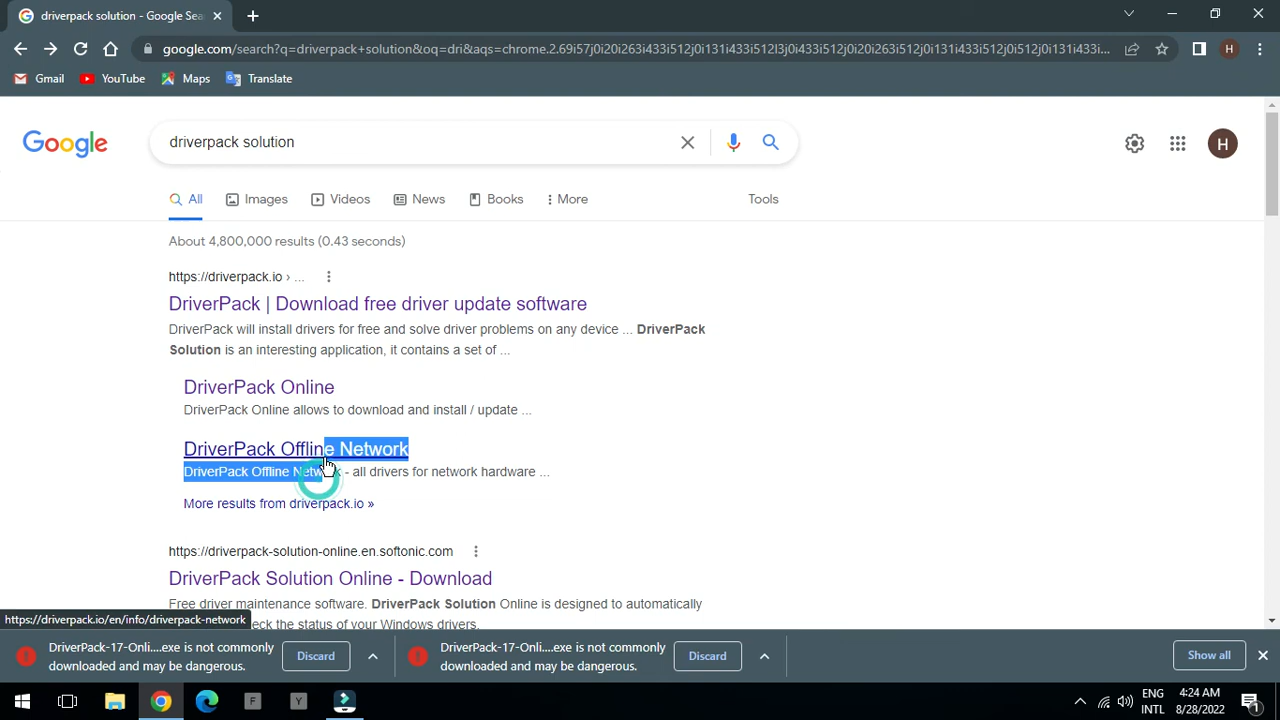 driverpack solution - Google Sea
google.com/search?q=driverpack+solution&oq=dri&aqs=chrome.2.69i57j0i20i263i433i512j0i131i433i512l3j0i433i512j0i20i263i512j0i131i433i512j0i512j0i131i433i...
H
Gmail
YouTube
Maps
Translate
Google
driverpack solution
H
All
Images
Videos
News
Books
More
Tools
About 4,800,000 results (0.43 seconds)
https://driverpack.io › ...
DriverPack | Download free driver update software
DriverPack will install drivers for free and solve driver problems on any device ... DriverPack
Solution is an interesting application, it contains a set of ...
DriverPack Online
DriverPack Online allows to download and install / update ...
DriverPack Offline Network
DriverPack Offline Network - all drivers for network hardware ...
More results from driverpack.io »
https://driverpack-solution-online.en.softonic.com
DriverPack Solution Online - Download
Free driver maintenance software. DriverPack Solution Online is designed to automatically
eck the status of your Windows drivers.
https://driverpack.io/en/info/driverpack-network
DriverPack-17-Onli....exe is not commonly
downloaded and may be dangerous.
Discard
DriverPack-17-Onli....exe is not commonly
downloaded and may be dangerous.
Discard
Show all
F
Y
ENG
INTL
4:24 AM
8/28/2022
1